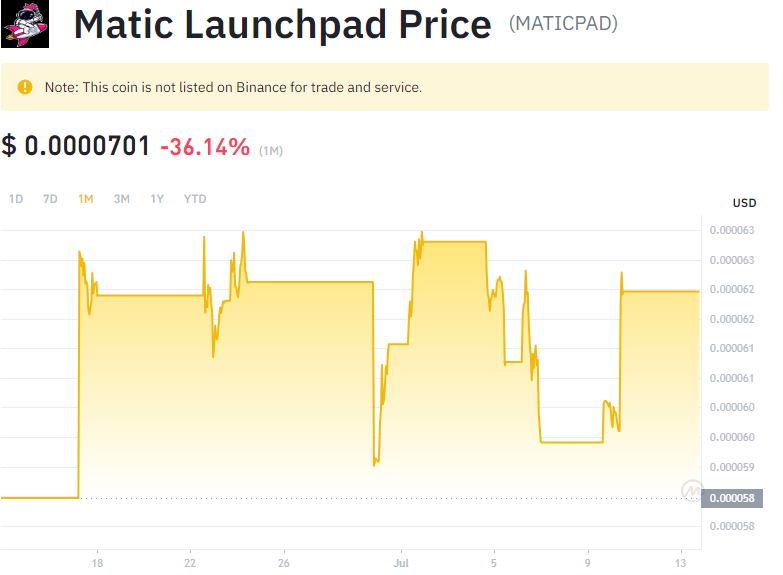 Matic Launchpad Price (MATICPAD)
Note: This coin is not listed on Binance for trade and service.
$ 0.0000701 -36.14% (1M)
1D 7D 1M 3M 1Y YTD
USD
0.000063
0.000063
0.000062
0.000062
0.000061
0.000061
0.000060
0.000060
0.000059
0.000058
0.000058
18 22 26 Jul 5 9 13